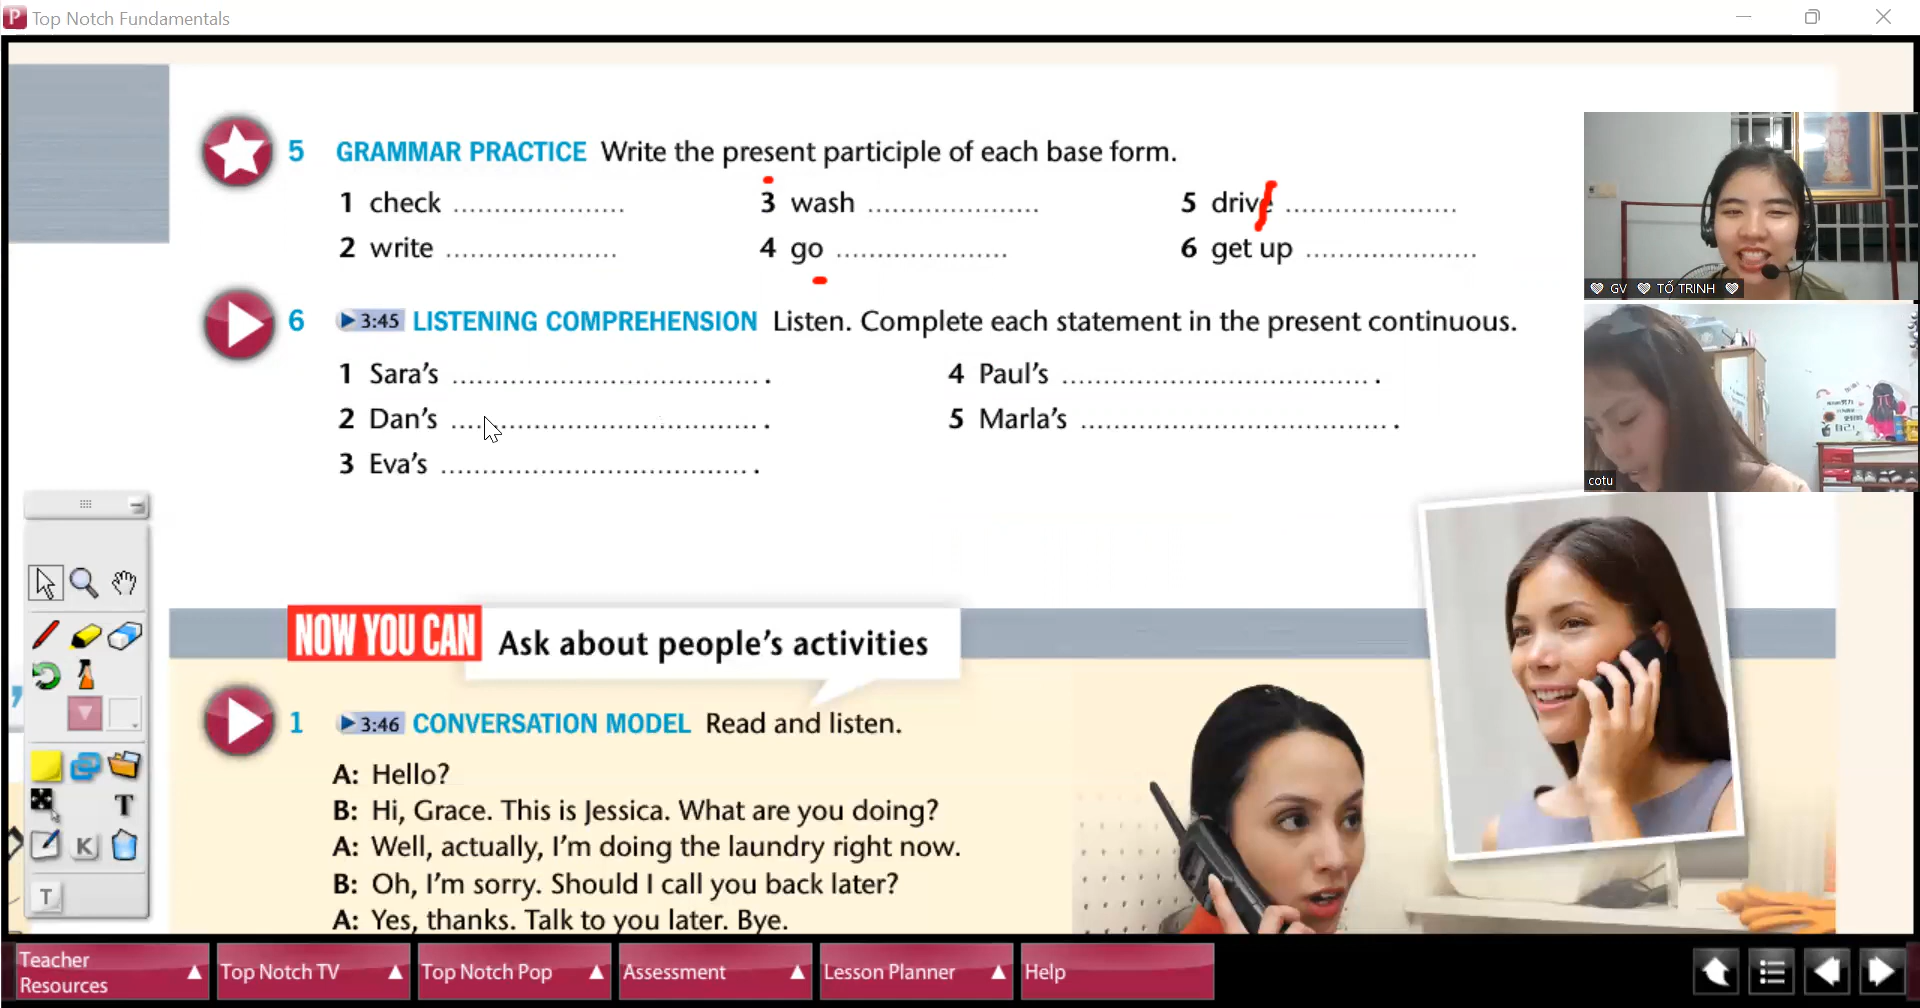 Top Notch Fundamentals
5 GRAMMAR PRACTICE Write the present participle of each base form.
1 check ..................... 3 wash ..................... 5 drive .....................
2 write ..................... 4 go ..................... 6 get up .....................
6 3:45 LISTENING COMPREHENSION Listen. Complete each statement in the present continuous.
1 Sara's ...................................... . 4 Paul's ...................................... .
2 Dan's ...................................... . 5 Marla's ...................................... .
3 Eva's ...................................... .
GV TỐ TRINH
cotu
NOW YOU CAN Ask about people's activities
1 3:46 CONVERSATION MODEL Read and listen.
A: Hello?
B: Hi, Grace. This is Jessica. What are you doing?
A: Well, actually, I'm doing the laundry right now.
B: Oh, I'm sorry. Should I call you back later?
A: Yes, thanks. Talk to you later. Bye.
T
K
T
Teacher Resources Top Notch TV Top Notch Pop Assessment Lesson Planner Help